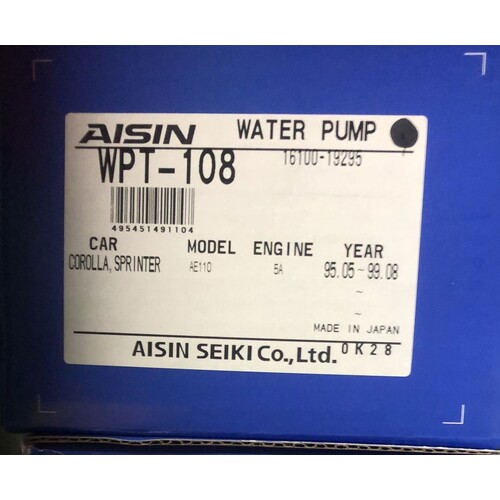 AISIN WATER PUMP
WPT-108 16100-19295
495451491104
CAR MODEL ENGINE YEAR
COROLLA, SPRINTER AE110 5A 95.05 ~ 99.08
~
~
MADE IN JAPAN
AISIN SEIKI Co., Ltd. 0K28